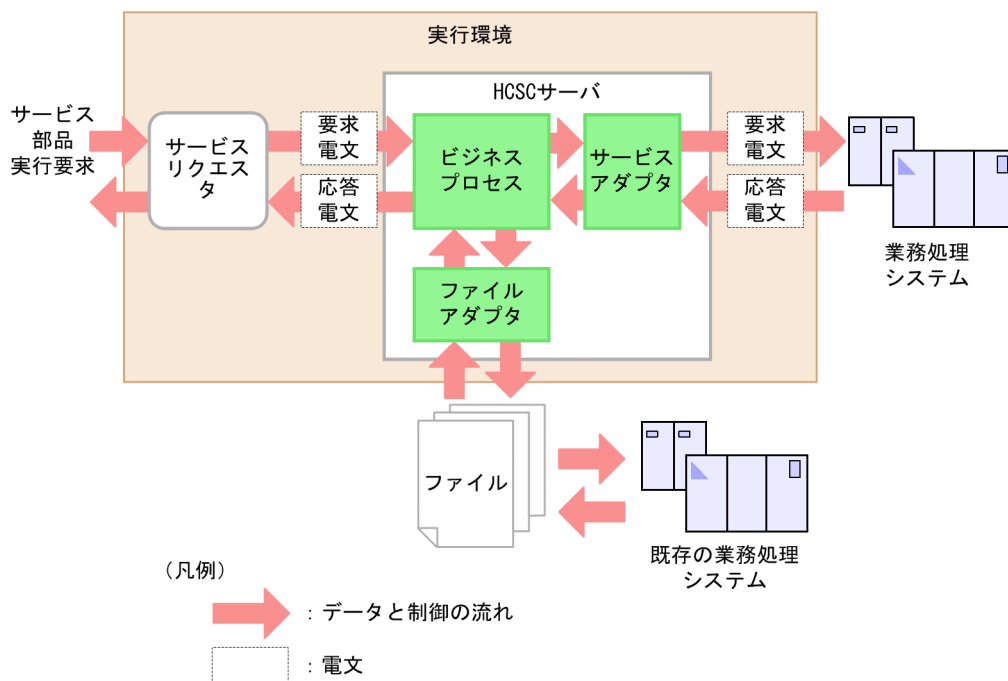 実行環境
HCSCサーバ
サービス
部品
実行要求
サービス
リクエス
タ
要求
電文
応答
電文
ビジネス
プロセス
サービス
アダプタ
要求
電文
応答
電文
業務処理
システム
ファイル
アダプタ
ファイル
既存の業務処理
システム
(凡例)
：データと制御の流れ
：電文